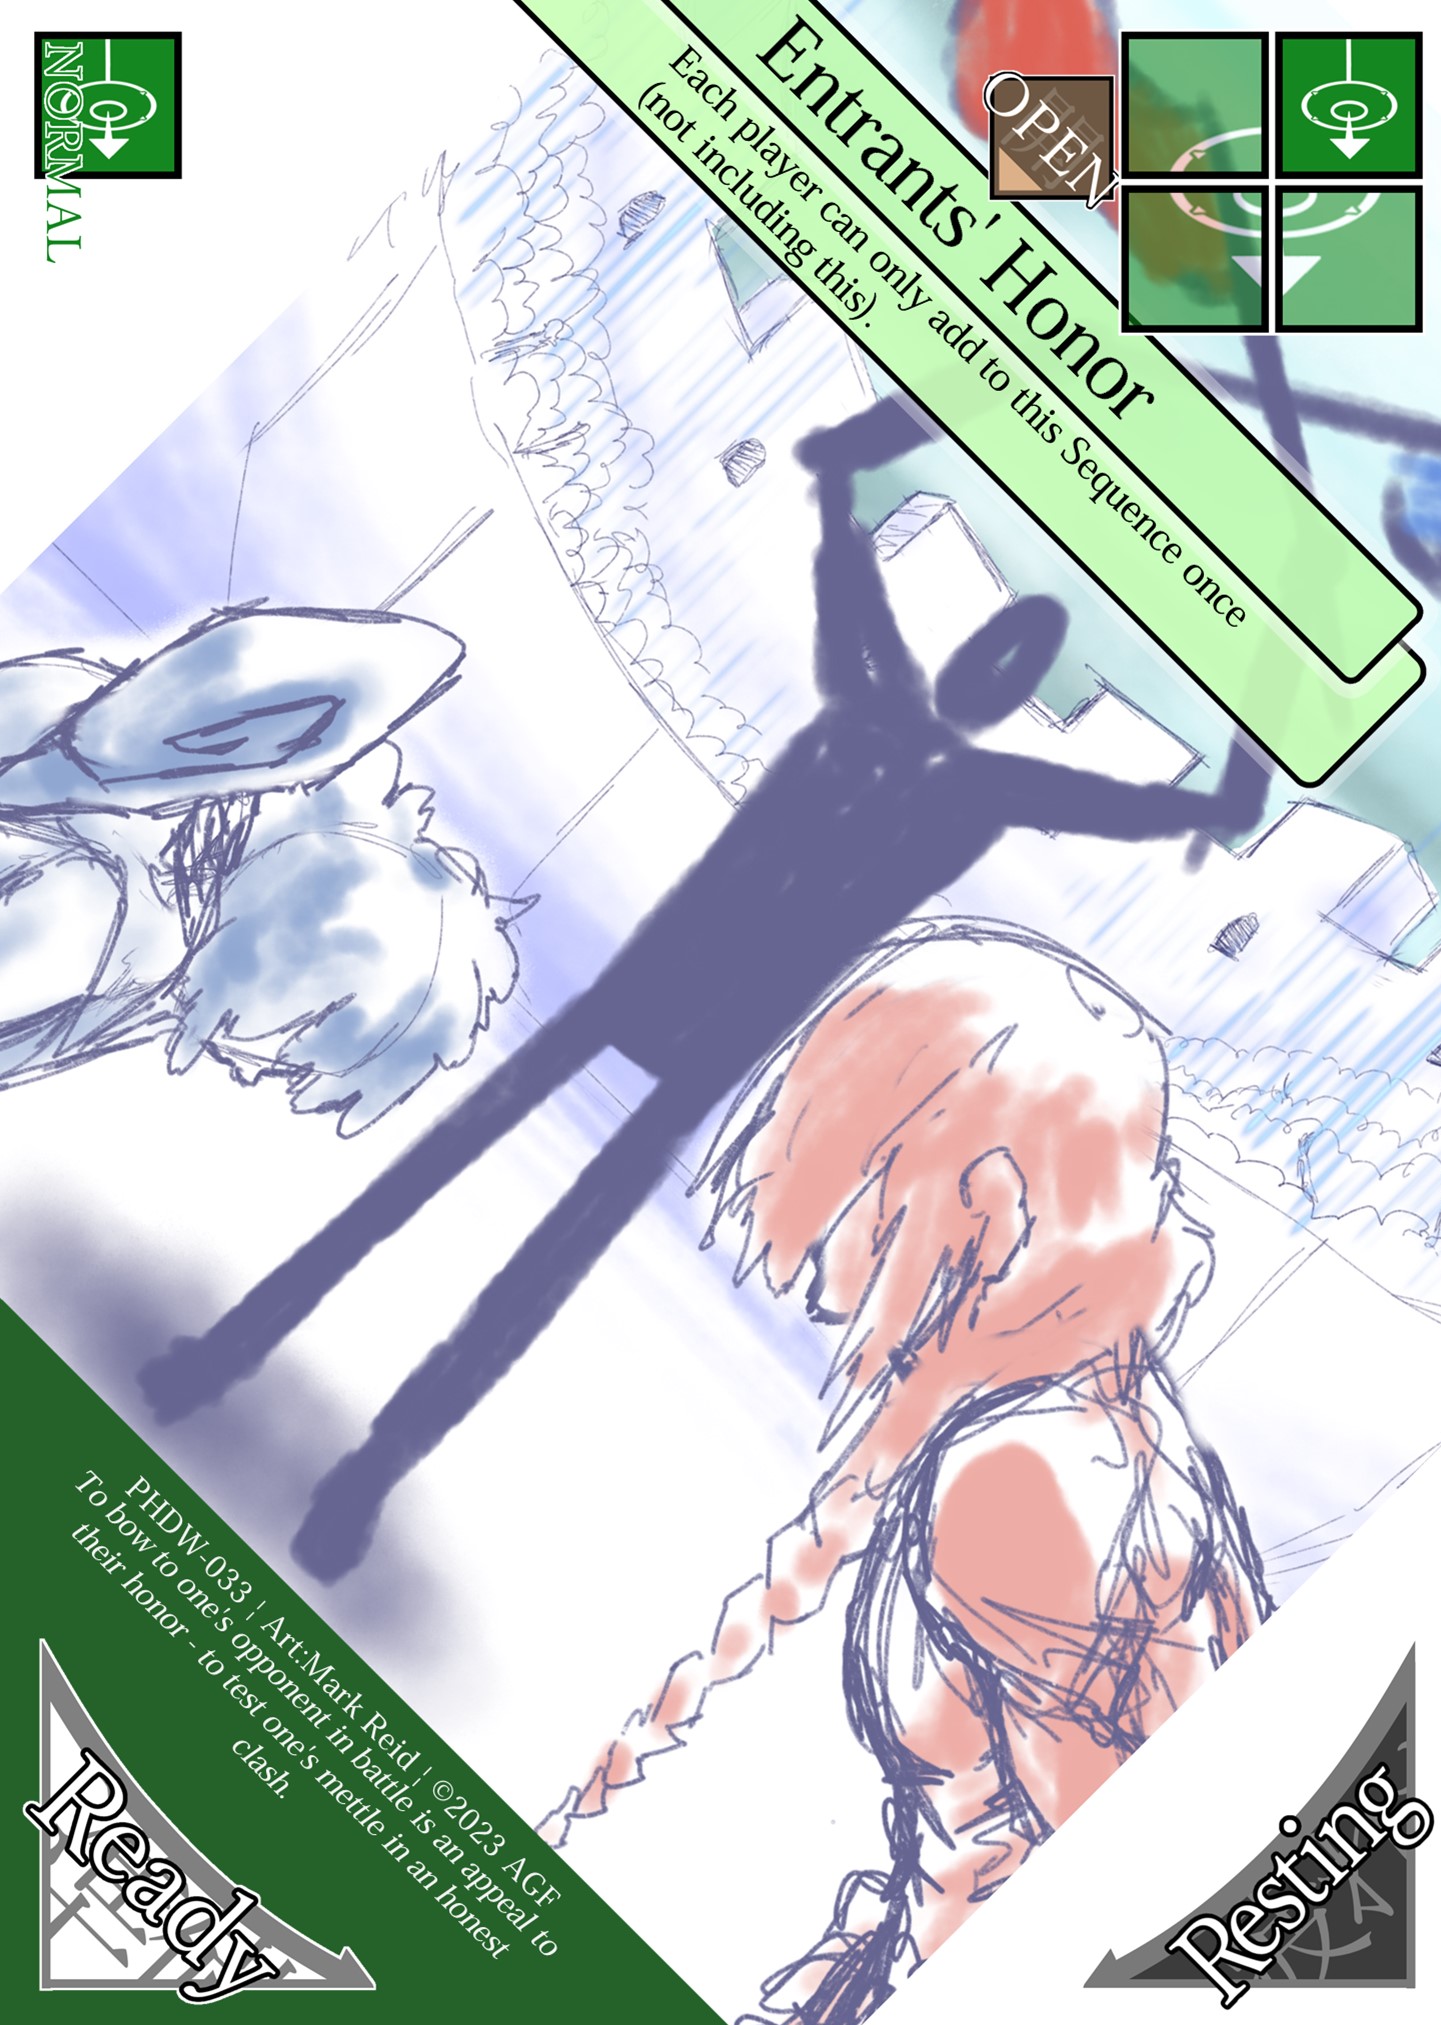 NORMAL
OPEN
Entrants' Honor
Each player can only add to this Sequence once
(not including this).
PHDW-033 ¦ Art:Mark Reid ¦ ©2023 AGF
To bow to one's opponent in battle is an appeal to
their honor - to test one's mettle in an honest
clash.
Ready
Resting